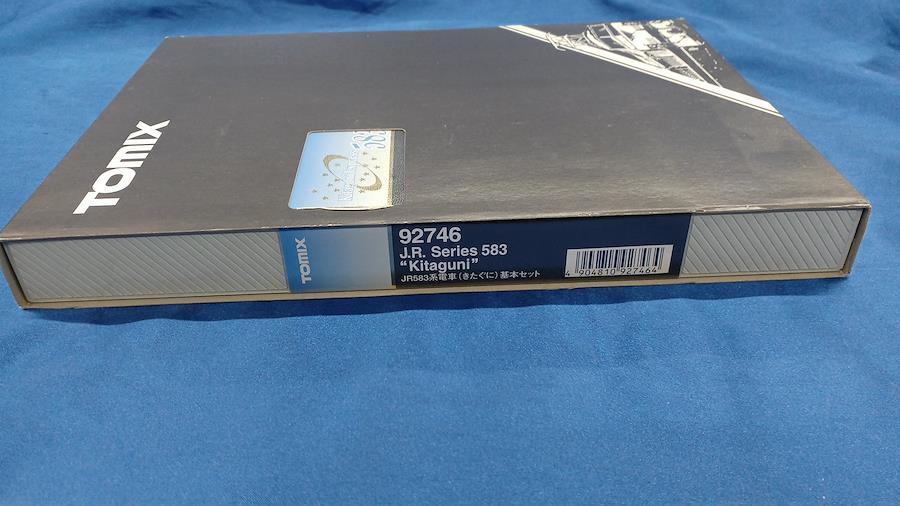 TOMIX
TOMIX
92746
J.R. Series 583
“Kitaguni”
JR583系電車(きたぐに)基本セット
4 904810 927464